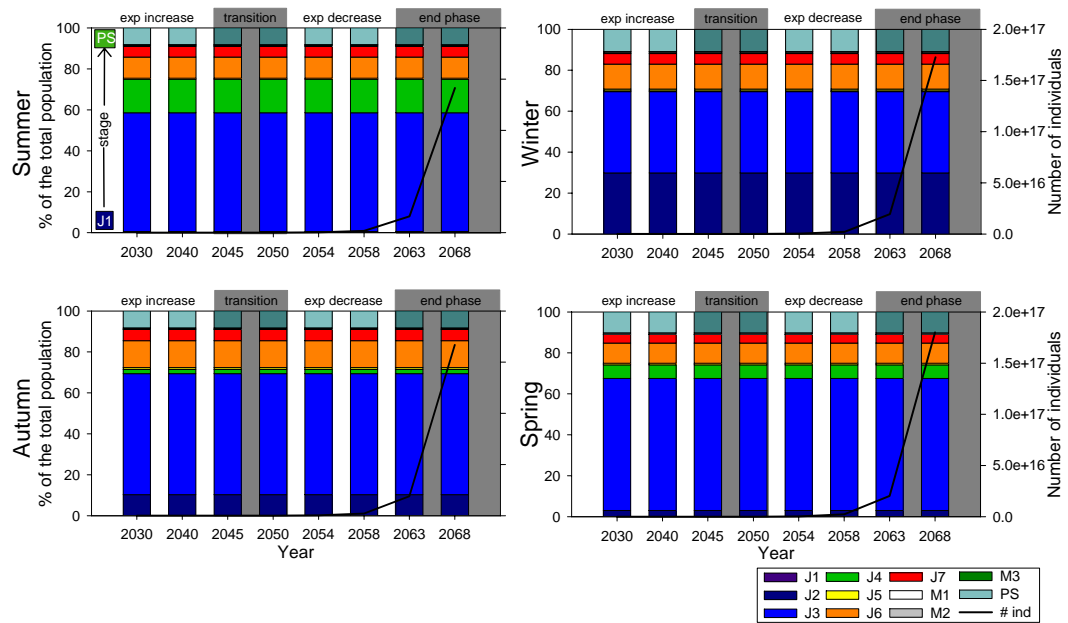 exp increase transition exp decrease end phase
Summer
% of the total population
100
80
60
40
20
0
PS
stage
J1
2030 2040 2045 2050 2054 2058 2063 2068
exp increase transition exp decrease end phase
Winter
100
80
60
40
20
0
2.0e+17
1.5e+17
1.0e+17
5.0e+16
0.0
Number of individuals
2030 2040 2045 2050 2054 2058 2063 2068
exp increase transition exp decrease end phase
Autumn
% of the total population
100
80
60
40
20
0
2030 2040 2045 2050 2054 2058 2063 2068
Year
exp increase transition exp decrease end phase
Spring
100
80
60
40
20
0
2.0e+17
1.5e+17
1.0e+17
5.0e+16
0.0
Number of individuals
2030 2040 2045 2050 2054 2058 2063 2068
Year
J1 J4 J7 M3
J2 J5 M1 PS
J3 J6 M2 # ind